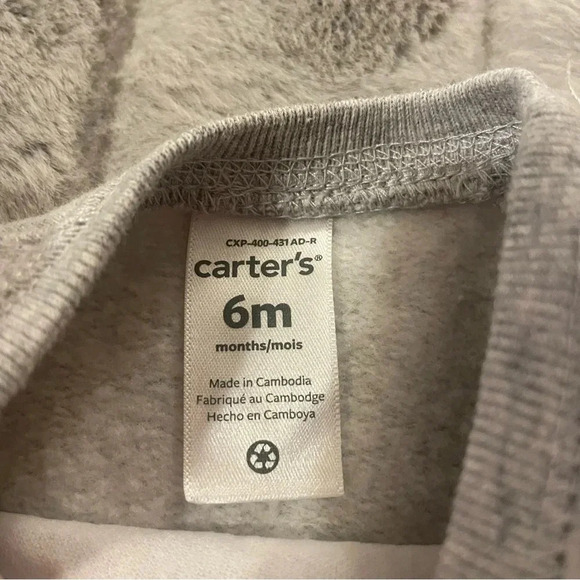 CXP-400-431 AD-R
carter's®
6m
months/mois
Made in Cambodia
Fabriqué au Cambodge
Hecho en Camboya